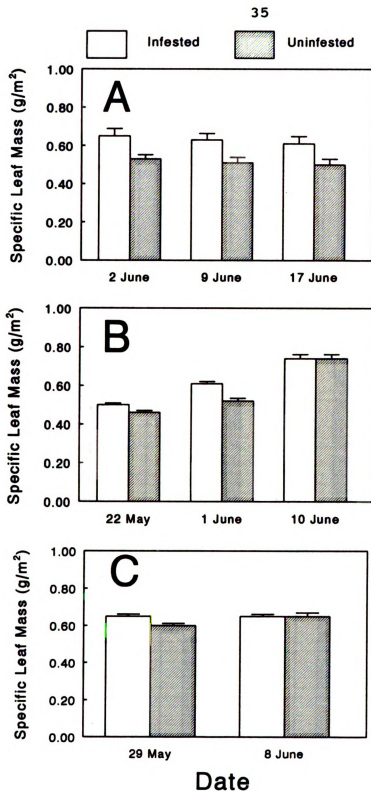 35
Infested Uninfested
Specific Leaf Mass (g/m²)
1.00
0.80
0.60
0.40
0.20
0.00
A
2 June 9 June 17 June
Specific Leaf Mass (g/m²)
1.00
0.80
0.60
0.40
0.20
0.00
B
22 May 1 June 10 June
Specific Leaf Mass (g/m²)
1.00
0.80
0.60
0.40
0.20
0.00
C
29 May 8 June
Date